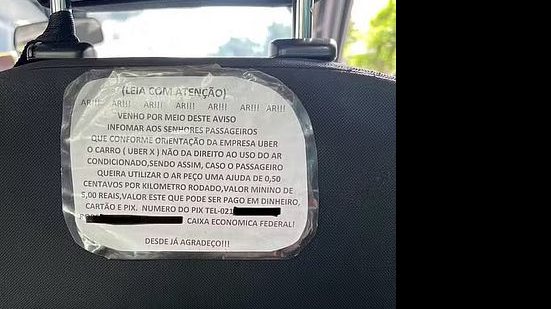 (LEIA COM ATENÇÃO)
AR!!! AR!!! AR!!! AR!!! AR!!! AR!!! AR!!!
VENHO POR MEIO DESTE AVISO
INFOMAR AOS SENHORES PASSAGEIROS
QUE CONFORME ORIENTAÇÃO DA EMPRESA UBER
O CARRO ( UBER X ) NÃO DA DIREITO AO USO DO AR
CONDICIONADO,SENDO ASSIM, CASO O PASSAGEIRO
QUEIRA UTILIZAR O AR PEÇO UMA AJUDA DE 0,50
CENTAVOS POR KILOMETRO RODADO,VALOR MININO DE
5,00 REAIS,VALOR ESTE QUE PODE SER PAGO EM DINHEIRO,
CARTÃO E PIX. NUMERO DO PIX TEL-021
CAIXA ECONOMICA FEDERAL!
DESDE JÁ AGRADEÇO!!!